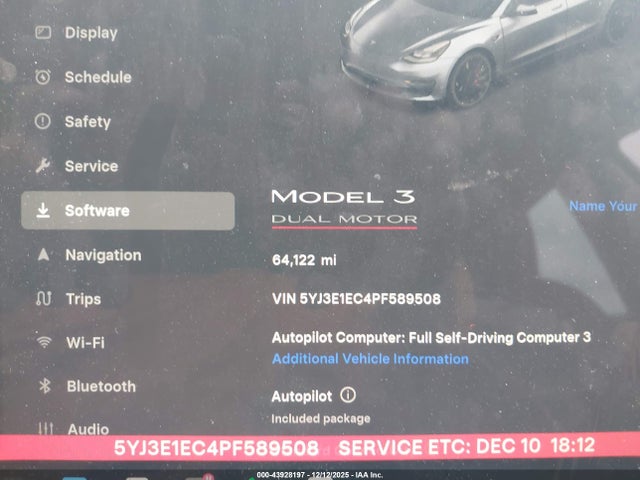 Display
Schedule
Safety
Service
Software
Navigation
Trips
Wi-Fi
Bluetooth
Audio
MODEL 3
DUAL MOTOR
Name Your
64,122 mi
VIN 5YJ3E1EC4PF589508
Autopilot Computer: Full Self-Driving Computer 3
Additional Vehicle Information
Autopilot
Included package
5YJ3E1EC4PF589508 SERVICE ETC: DEC 10 18:12
000-43928197 - 12/12/2025 - IAA Inc.